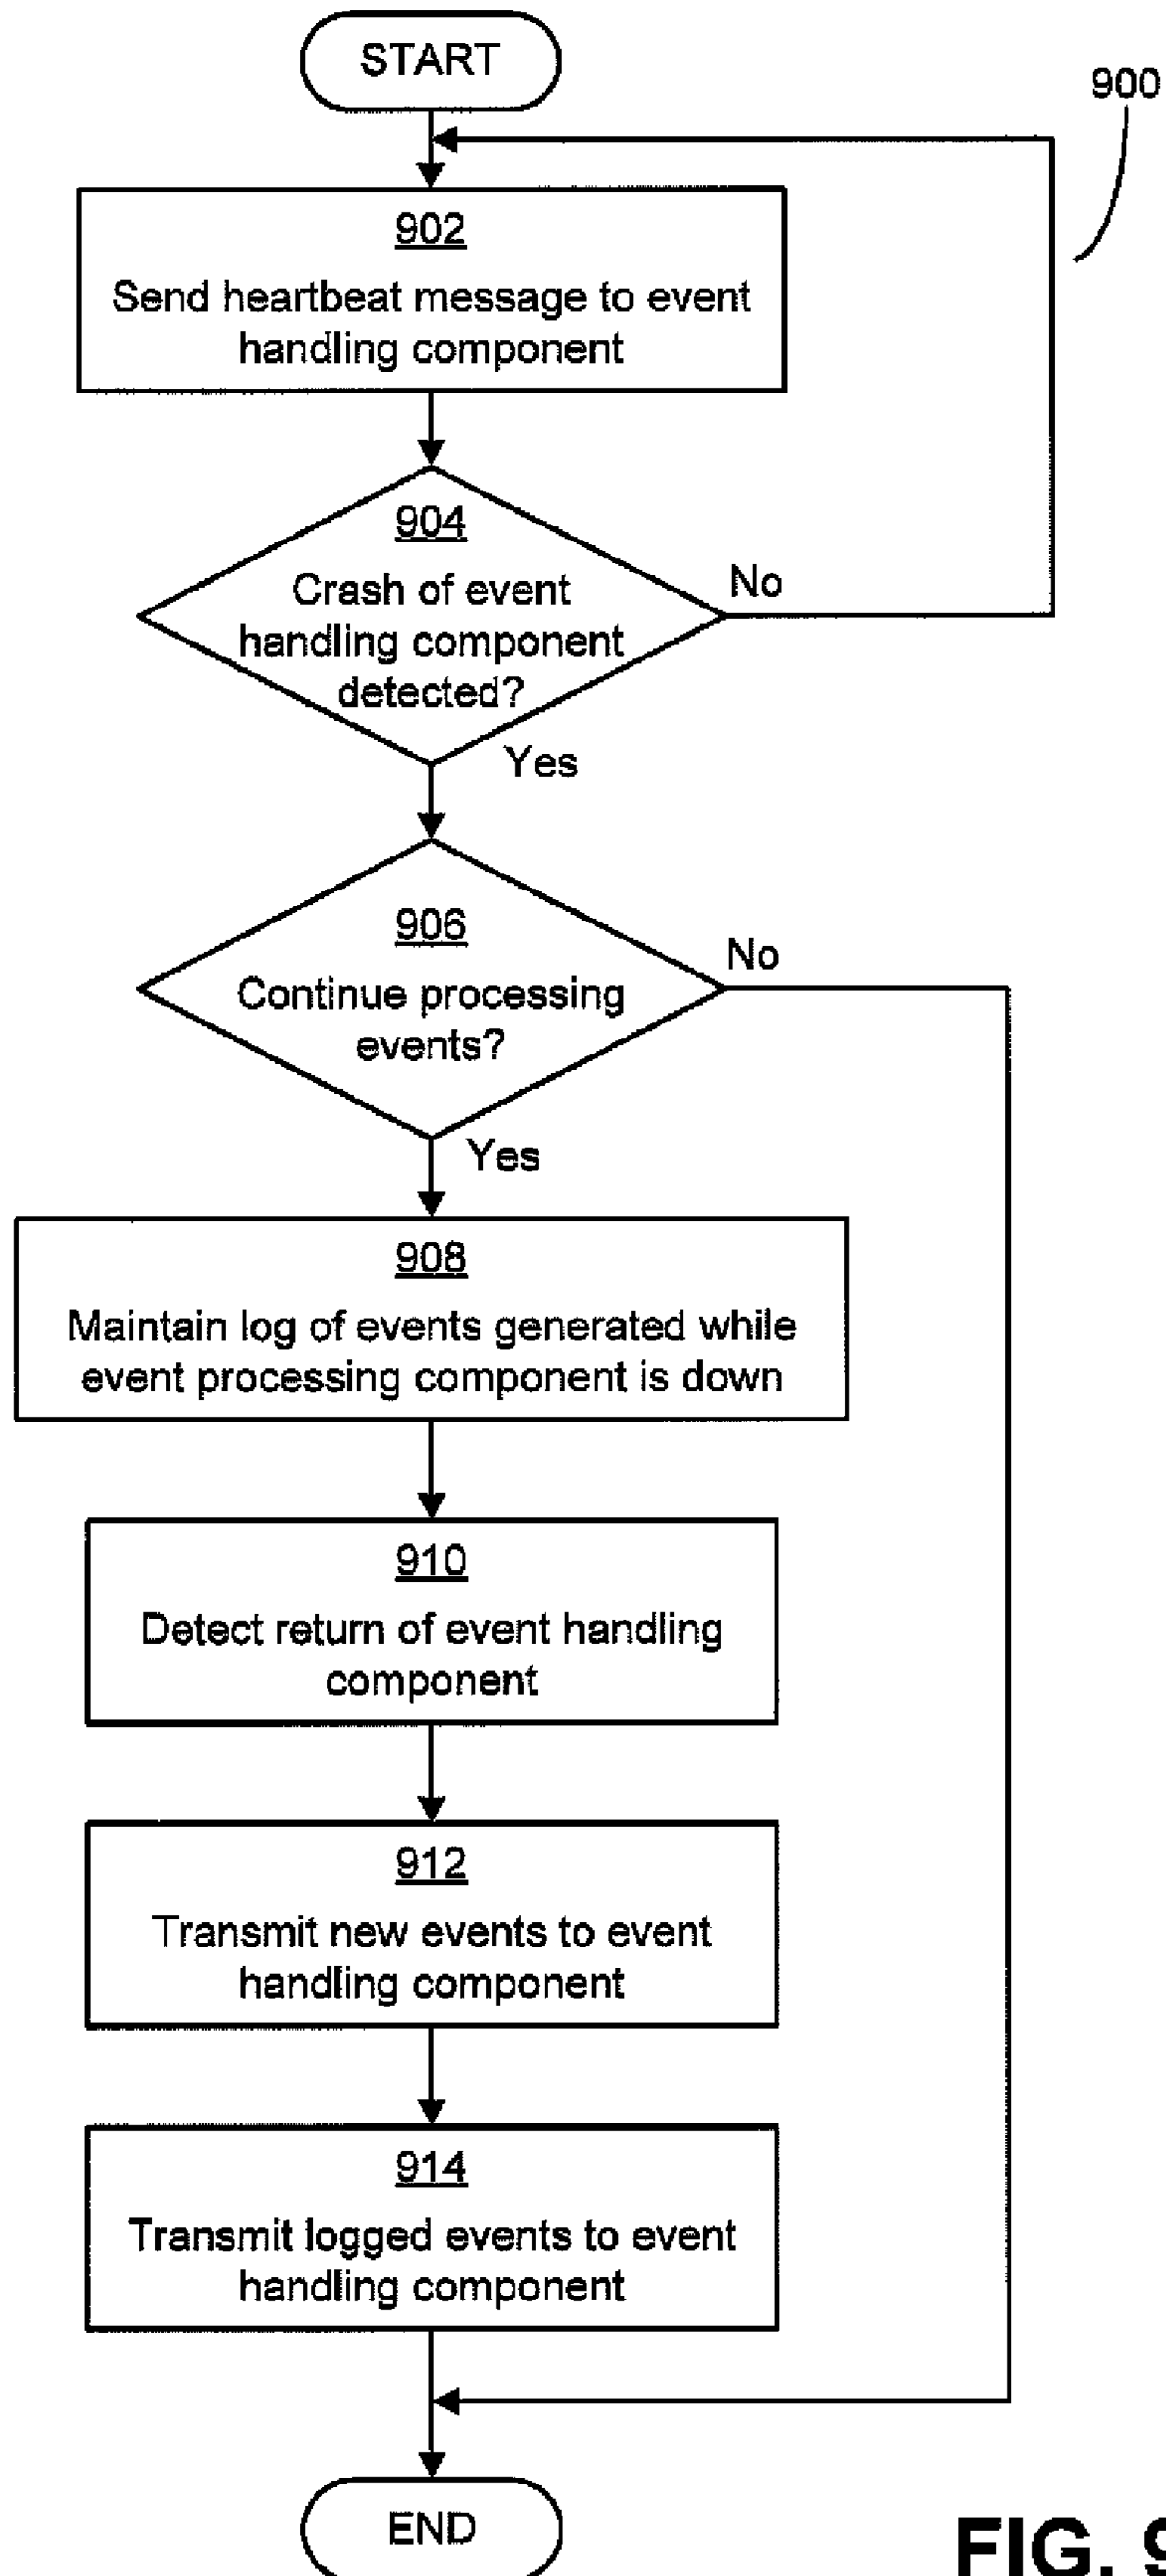 START
900
902
Send heartbeat message to event
handling component
904
Crash of event
handling component
detected?
No
Yes
906
Continue processing
events?
No
Yes
908
Maintain log of events generated while
event processing component is down
910
Detect return of event handling
component
912
Transmit new events to event
handling component
914
Transmit logged events to event
handling component
END
FIG. 9